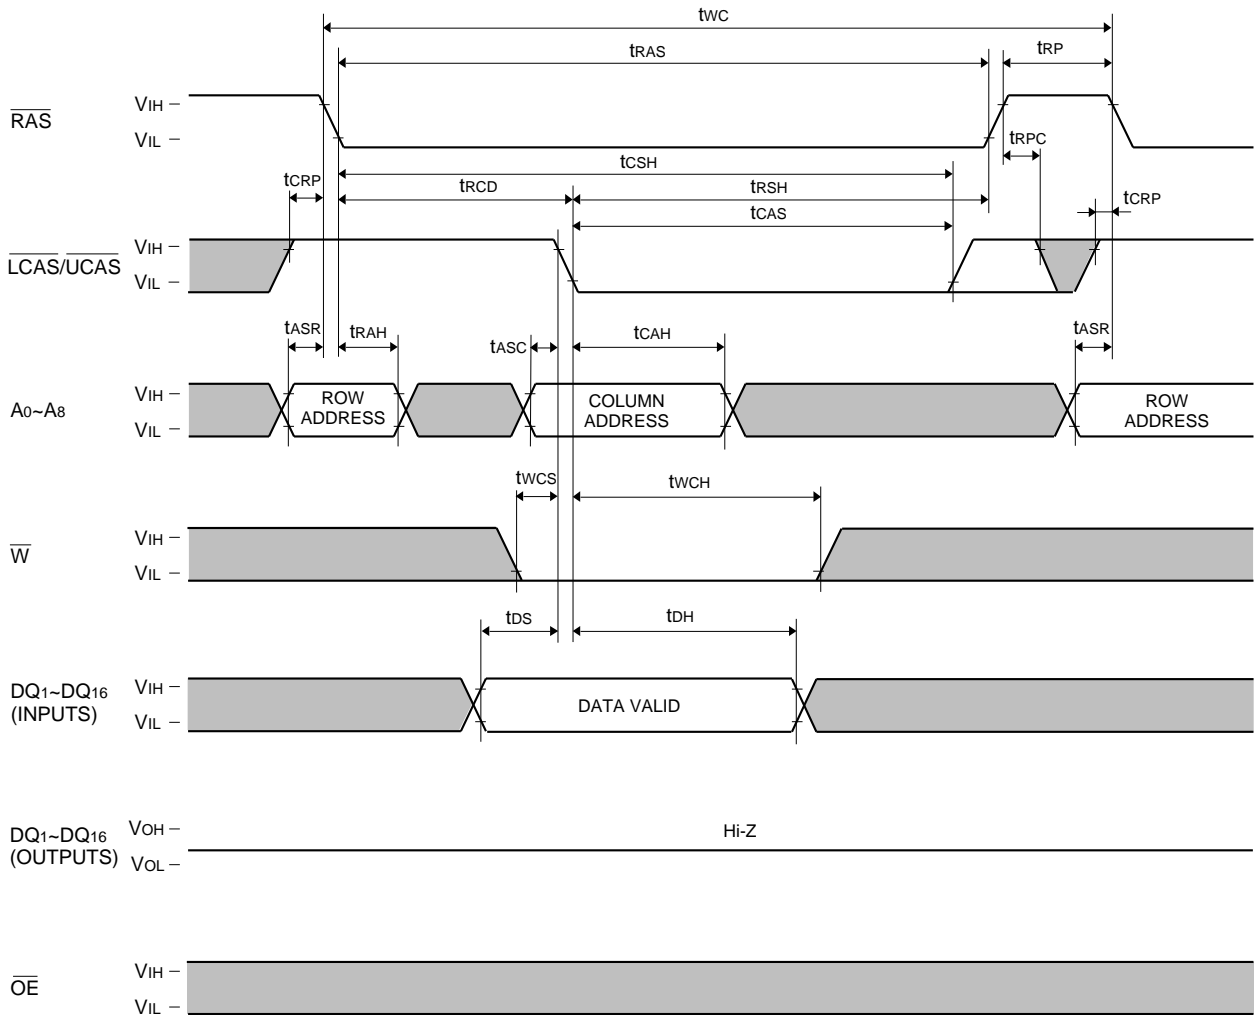 tWC
tRAS
tRP
RAS
VIH
VIL
tCSH
tRPC
tCRP
tRCD
tRSH
tCRP
tCAS
LCAS/UCAS
VIH
VIL
tASR
tRAH
tASC
tCAH
tASR
A0~A8
VIH
VIL
ROW
ADDRESS
COLUMN
ADDRESS
ROW
ADDRESS
tWCS
tWCH
W
VIH
VIL
tDS
tDH
DQ1~DQ16
(INPUTS)
VIH
VIL
DATA VALID
DQ1~DQ16
(OUTPUTS)
VOH
VOL
Hi-Z
OE
VIH
VIL